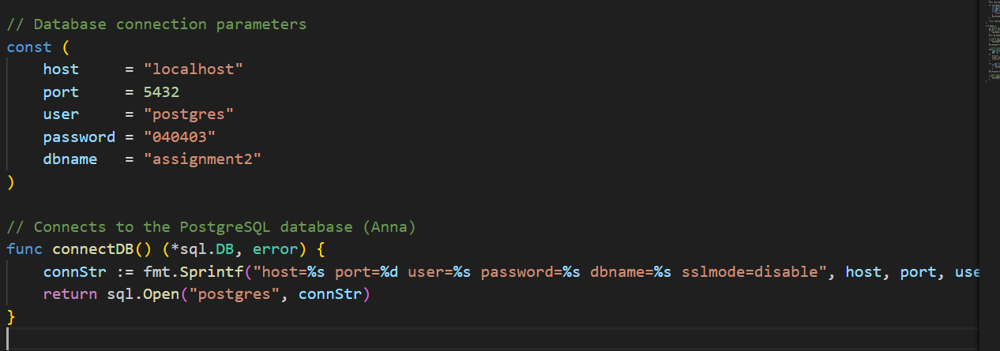 // Database connection parameters
const (
    host     = "localhost"
    port     = 5432
    user     = "postgres"
    password = "040403"
    dbname   = "assignment2"
)
// Connects to the PostgreSQL database (Anna)
func connectDB() (*sql.DB, error) {
    connStr := fmt.Sprintf("host=%s port=%d user=%s password=%s dbname=%s sslmode=disable", host, port, use
    return sql.Open("postgres", connStr)
}